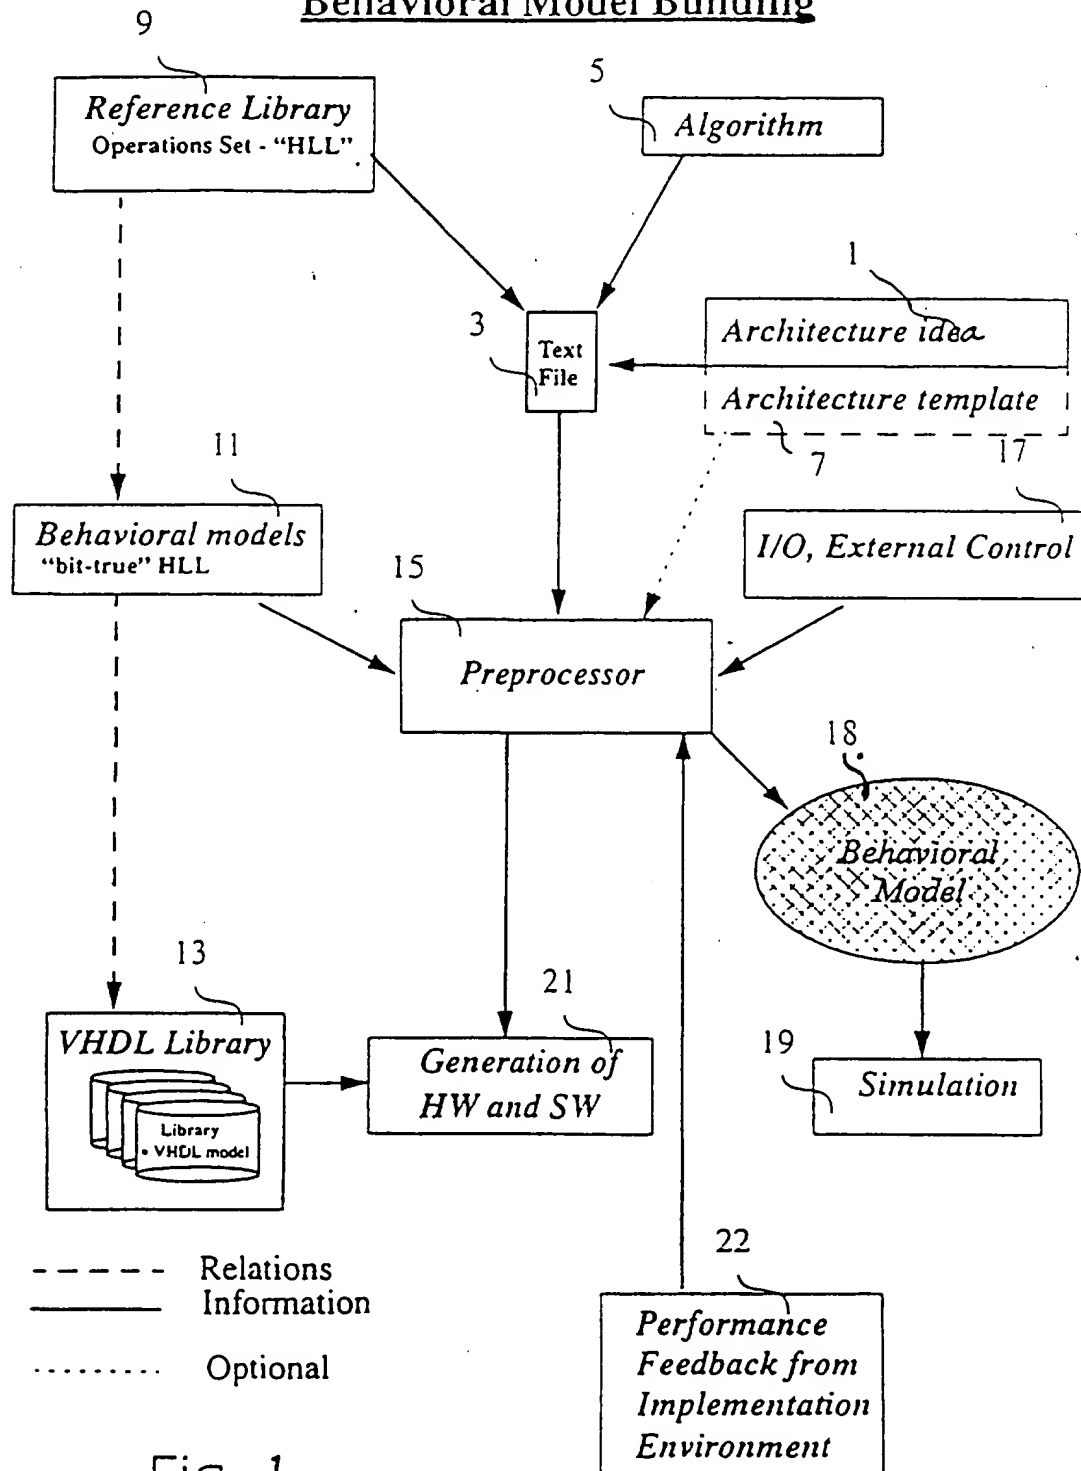 Behavioral Model Building
9
Reference Library
Operations Set - "HLL"
5
Algorithm
1
Architecture idea
Architecture template
7
3
Text
File
11
Behavioral models
"bit-true" HLL
17
I/O, External Control
15
Preprocessor
18
Behavioral
Model
13
VHDL Library
Library
• VHDL model
21
Generation of
HW and SW
19
Simulation
22
Performance
Feedback from
Implementation
Environment
Relations
Information
Optional
Fig. 1